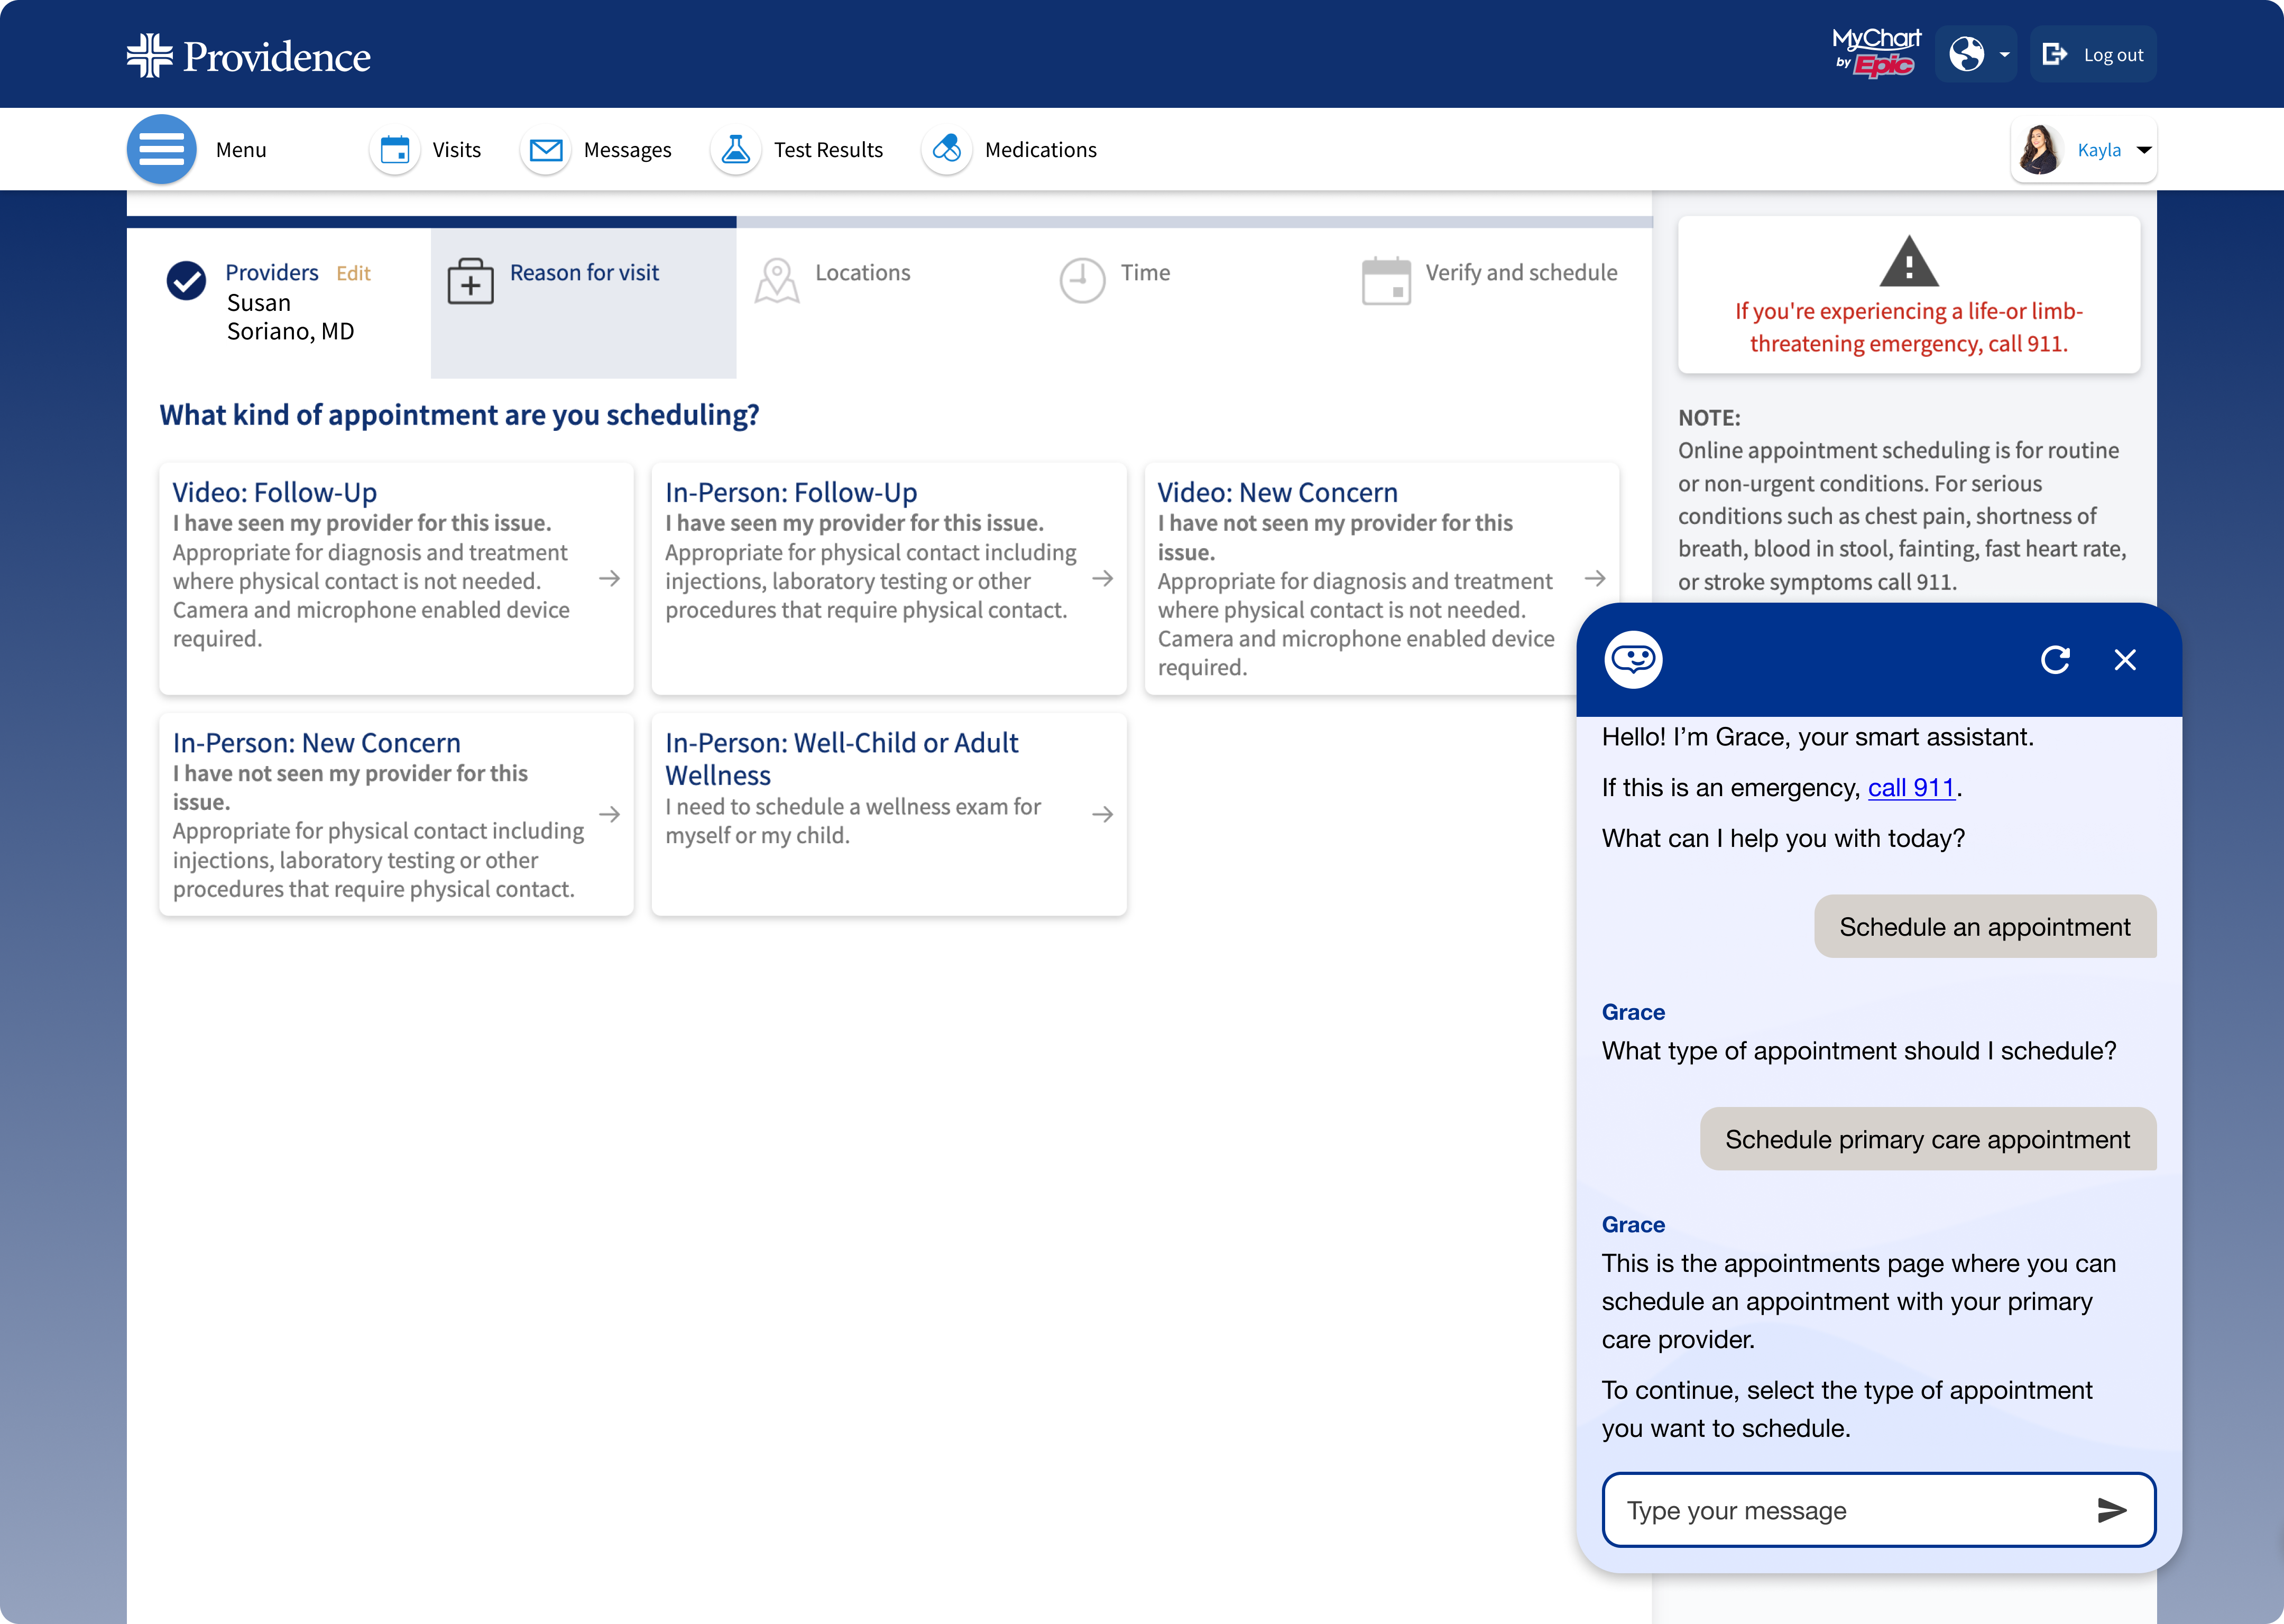 Providence
MyChart
by Epic
Log out
Menu
Visits
Messages
Test Results
Medications
Kayla
Providers Edit
Susan
Soriano, MD
Reason for visit
Locations
Time
Verify and schedule
If you're experiencing a life-or limb-
threatening emergency, call 911.
NOTE:
Online appointment scheduling is for routine
or non-urgent conditions. For serious
conditions such as chest pain, shortness of
breath, blood in stool, fainting, fast heart rate,
or stroke symptoms call 911.
What kind of appointment are you scheduling?
Video: Follow-Up
I have seen my provider for this issue.
Appropriate for diagnosis and treatment
where physical contact is not needed.
Camera and microphone enabled device
required.
In-Person: Follow-Up
I have seen my provider for this issue.
Appropriate for physical contact including
injections, laboratory testing or other
procedures that require physical contact.
Video: New Concern
I have not seen my provider for this
issue.
Appropriate for diagnosis and treatment
where physical contact is not needed.
Camera and microphone enabled device
required.
In-Person: New Concern
I have not seen my provider for this
issue.
Appropriate for physical contact including
injections, laboratory testing or other
procedures that require physical contact.
In-Person: Well-Child or Adult
Wellness
I need to schedule a wellness exam for
myself or my child.
Hello! I’m Grace, your smart assistant.
If this is an emergency, call 911.
What can I help you with today?
Schedule an appointment
Grace
What type of appointment should I schedule?
Schedule primary care appointment
Grace
This is the appointments page where you can
schedule an appointment with your primary
care provider.
To continue, select the type of appointment
you want to schedule.
Type your message